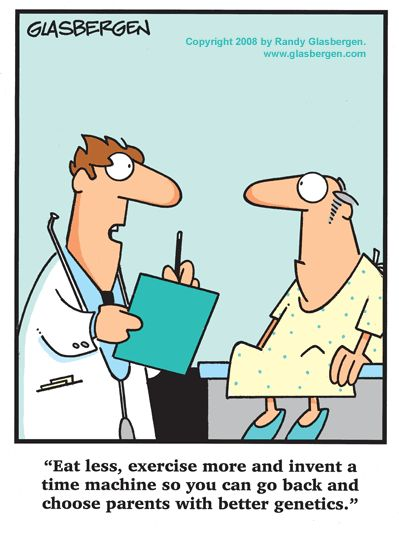 GLASBERGEN
Copyright 2008 by Randy Glasbergen.
www.glasbergen.com
“Eat less, exercise more and invent a
time machine so you can go back and
choose parents with better genetics.”